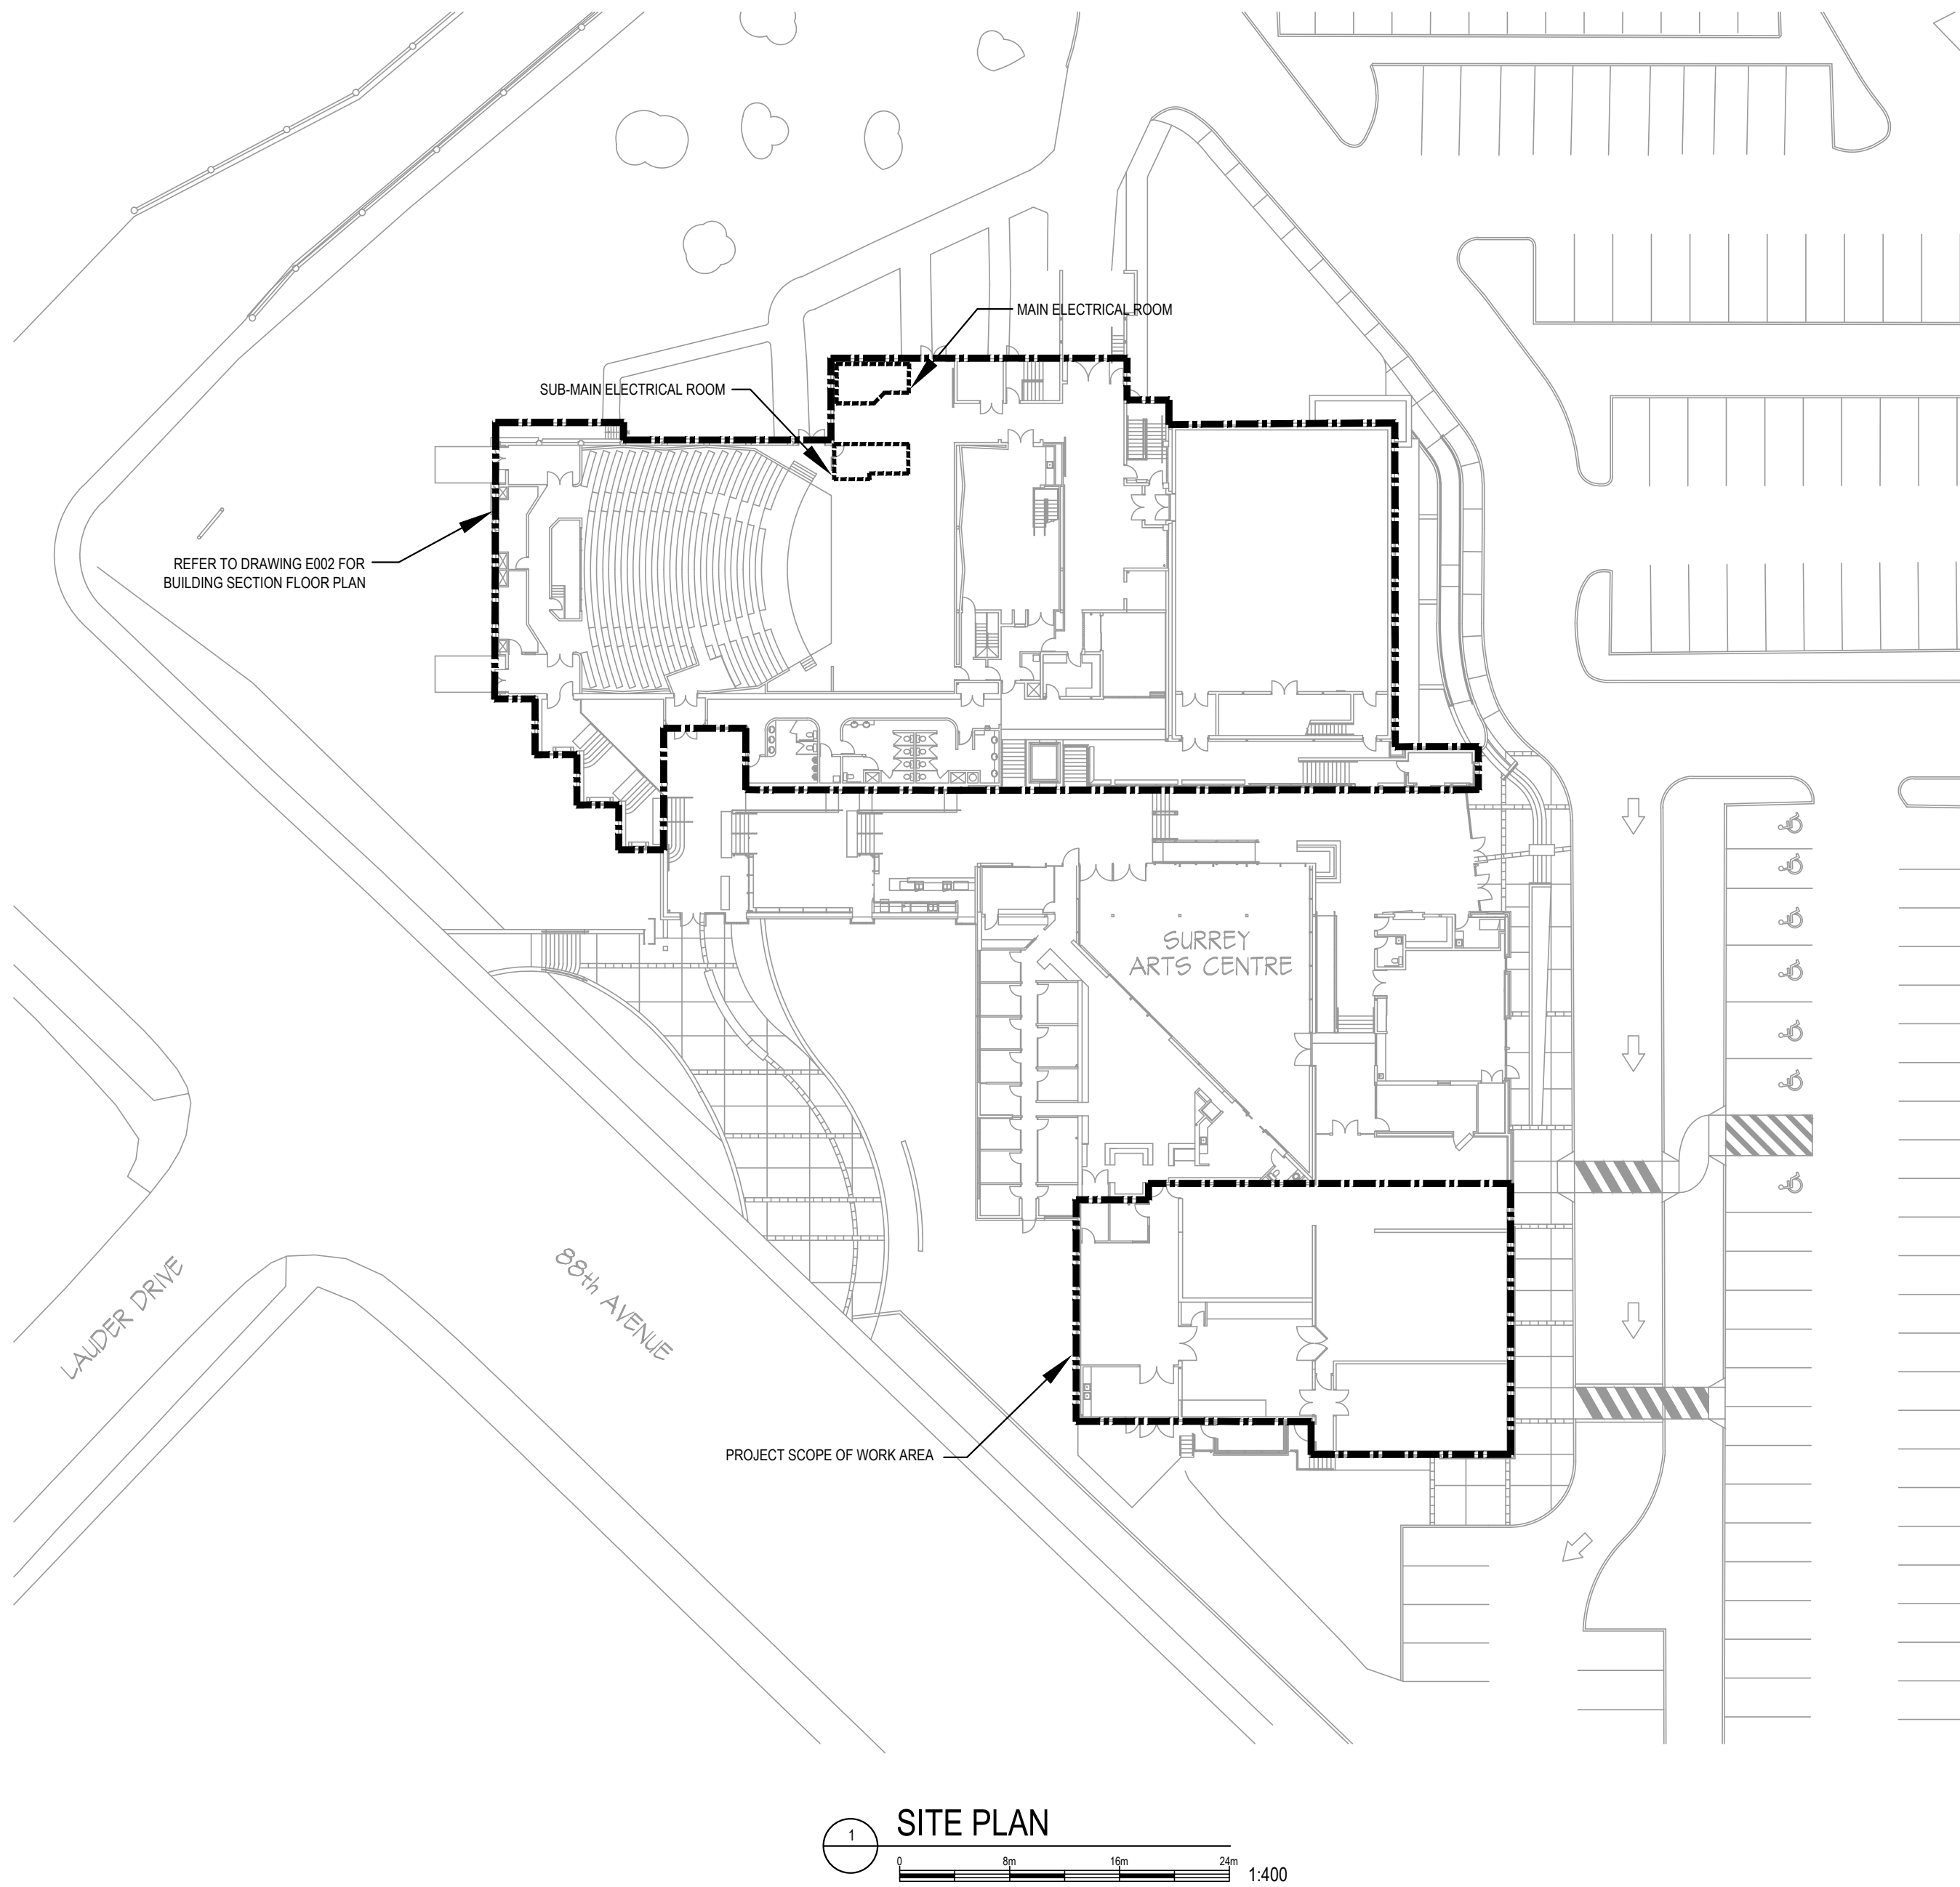 MAIN ELECTRICAL ROOM
SUB-MAIN ELECTRICAL ROOM
REFER TO DRAWING E002 FOR
BUILDING SECTION FLOOR PLAN
SURREY
ARTS CENTRE
LAUDER DRIVE
88th AVENUE
PROJECT SCOPE OF WORK AREA
1
SITE PLAN
0 8m 16m 24m
1:400